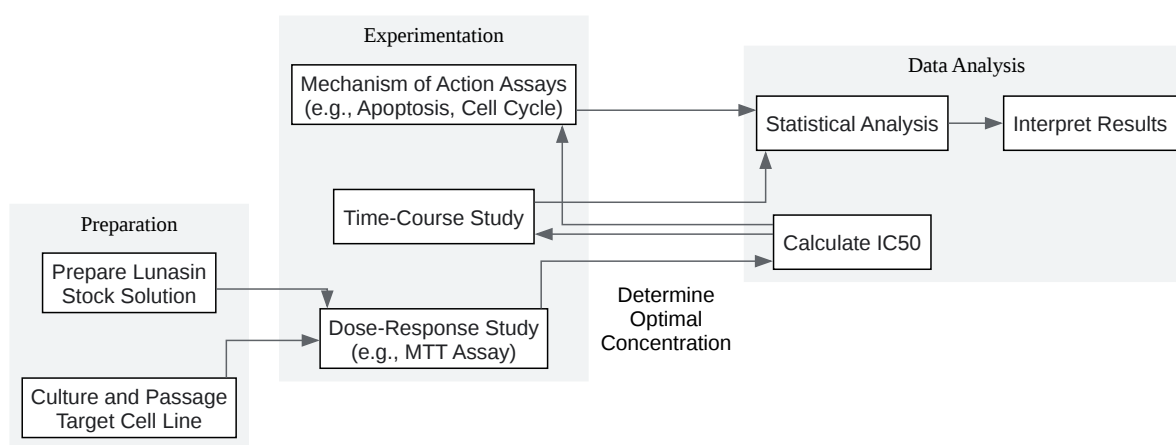 Experimentation
Mechanism of Action Assays
(e.g., Apoptosis, Cell Cycle)
Time-Course Study
Dose-Response Study
(e.g., MTT Assay)
Data Analysis
Statistical Analysis
Interpret Results
Calculate IC50
Determine
Optimal
Concentration
Preparation
Prepare Lunasin
Stock Solution
Culture and Passage
Target Cell Line